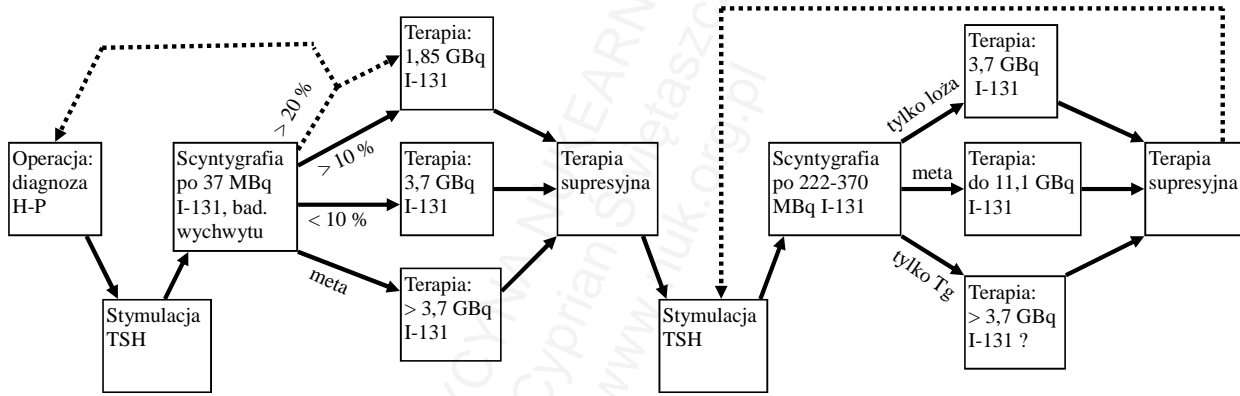 Operacja:
diagnoza
H-P
Stymulacja
TSH
Scyntygrafia
po 37 MBq
I-131, bad.
wychwytu
> 20 %
> 10 %
< 10 %
meta
Terapia:
1,85 GBq
I-131
Terapia:
3,7 GBq
I-131
Terapia:
> 3,7 GBq
I-131
Terapia
supresyjna
Stymulacja
TSH
Scyntygrafia
po 222-370
MBq I-131
tylko loża
meta
tylko Tg
Terapia:
3,7 GBq
I-131
Terapia:
do 11,1 GBq
I-131
Terapia:
> 3,7 GBq
I-131 ?
Terapia
supresyjna